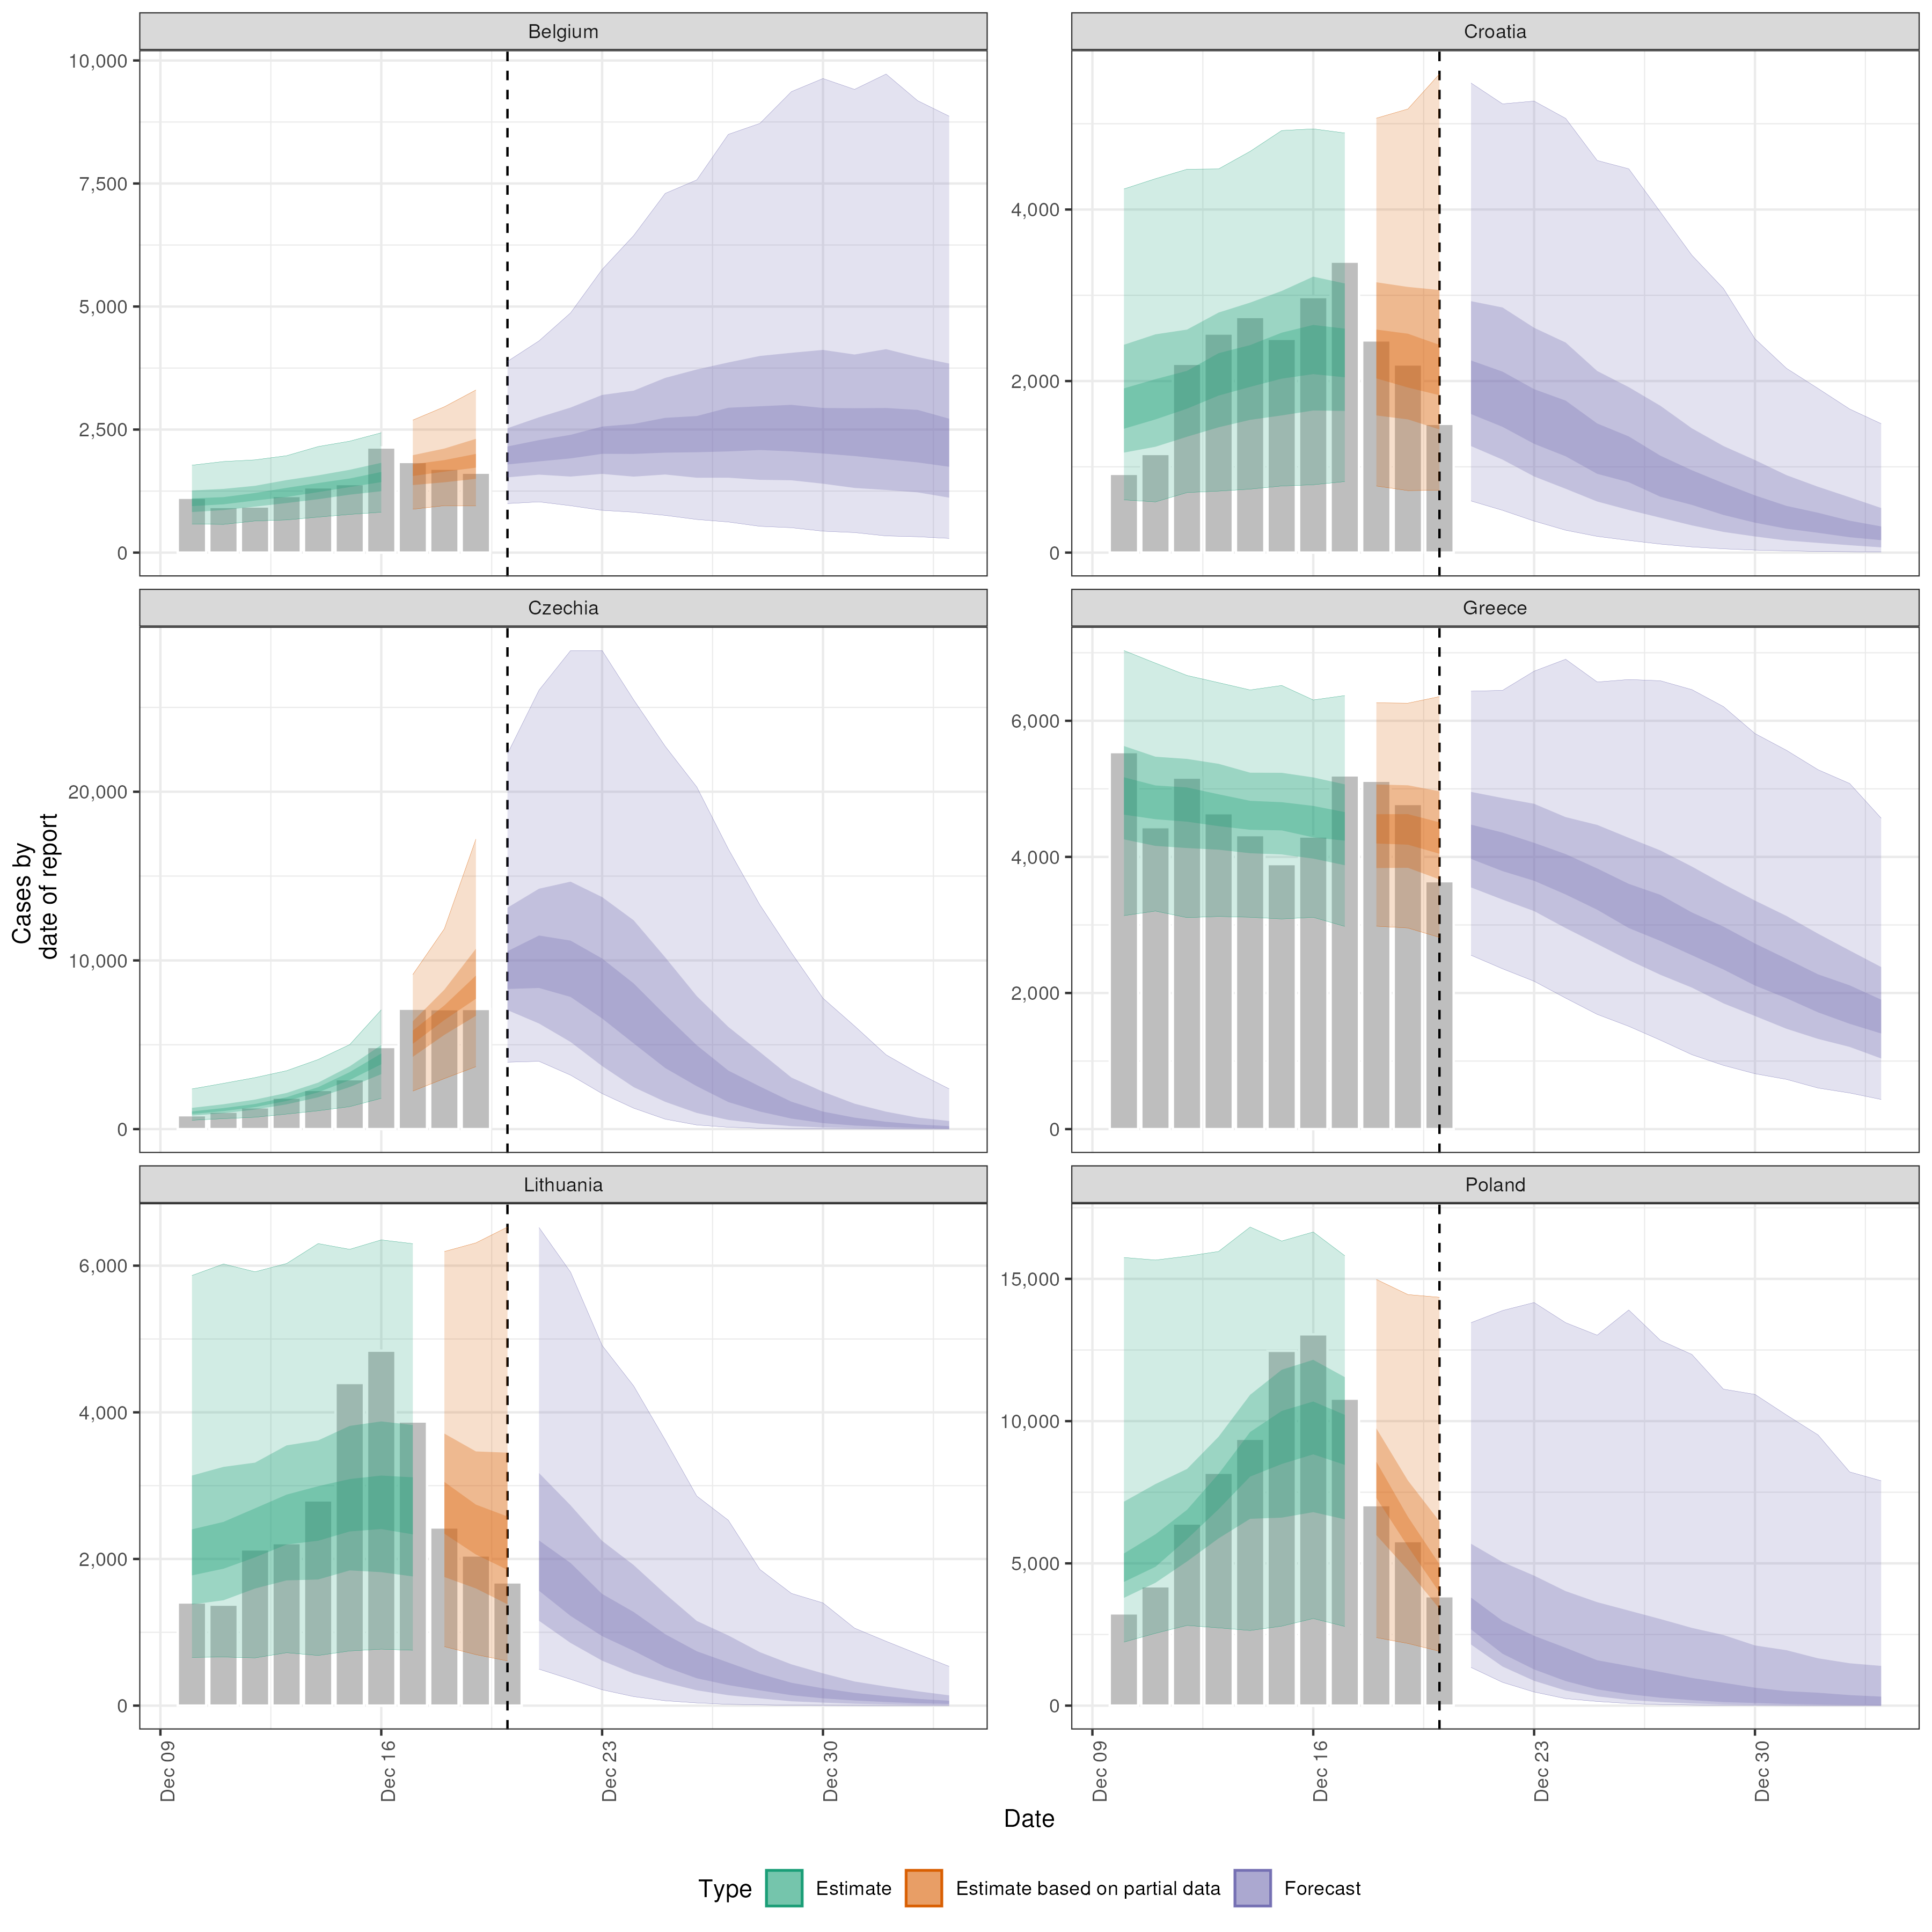 Belgium
Croatia
10,000
7,500
5,000
2,500
0
4,000
2,000
0
Czechia
Greece
20,000
10,000
0
6,000
4,000
2,000
0
Cases by
date of report
Lithuania
Poland
6,000
4,000
2,000
0
15,000
10,000
5,000
0
Dec 09
Dec 16
Dec 23
Dec 30
Dec 09
Dec 16
Dec 23
Dec 30
Date
Type
Estimate
Estimate based on partial data
Forecast